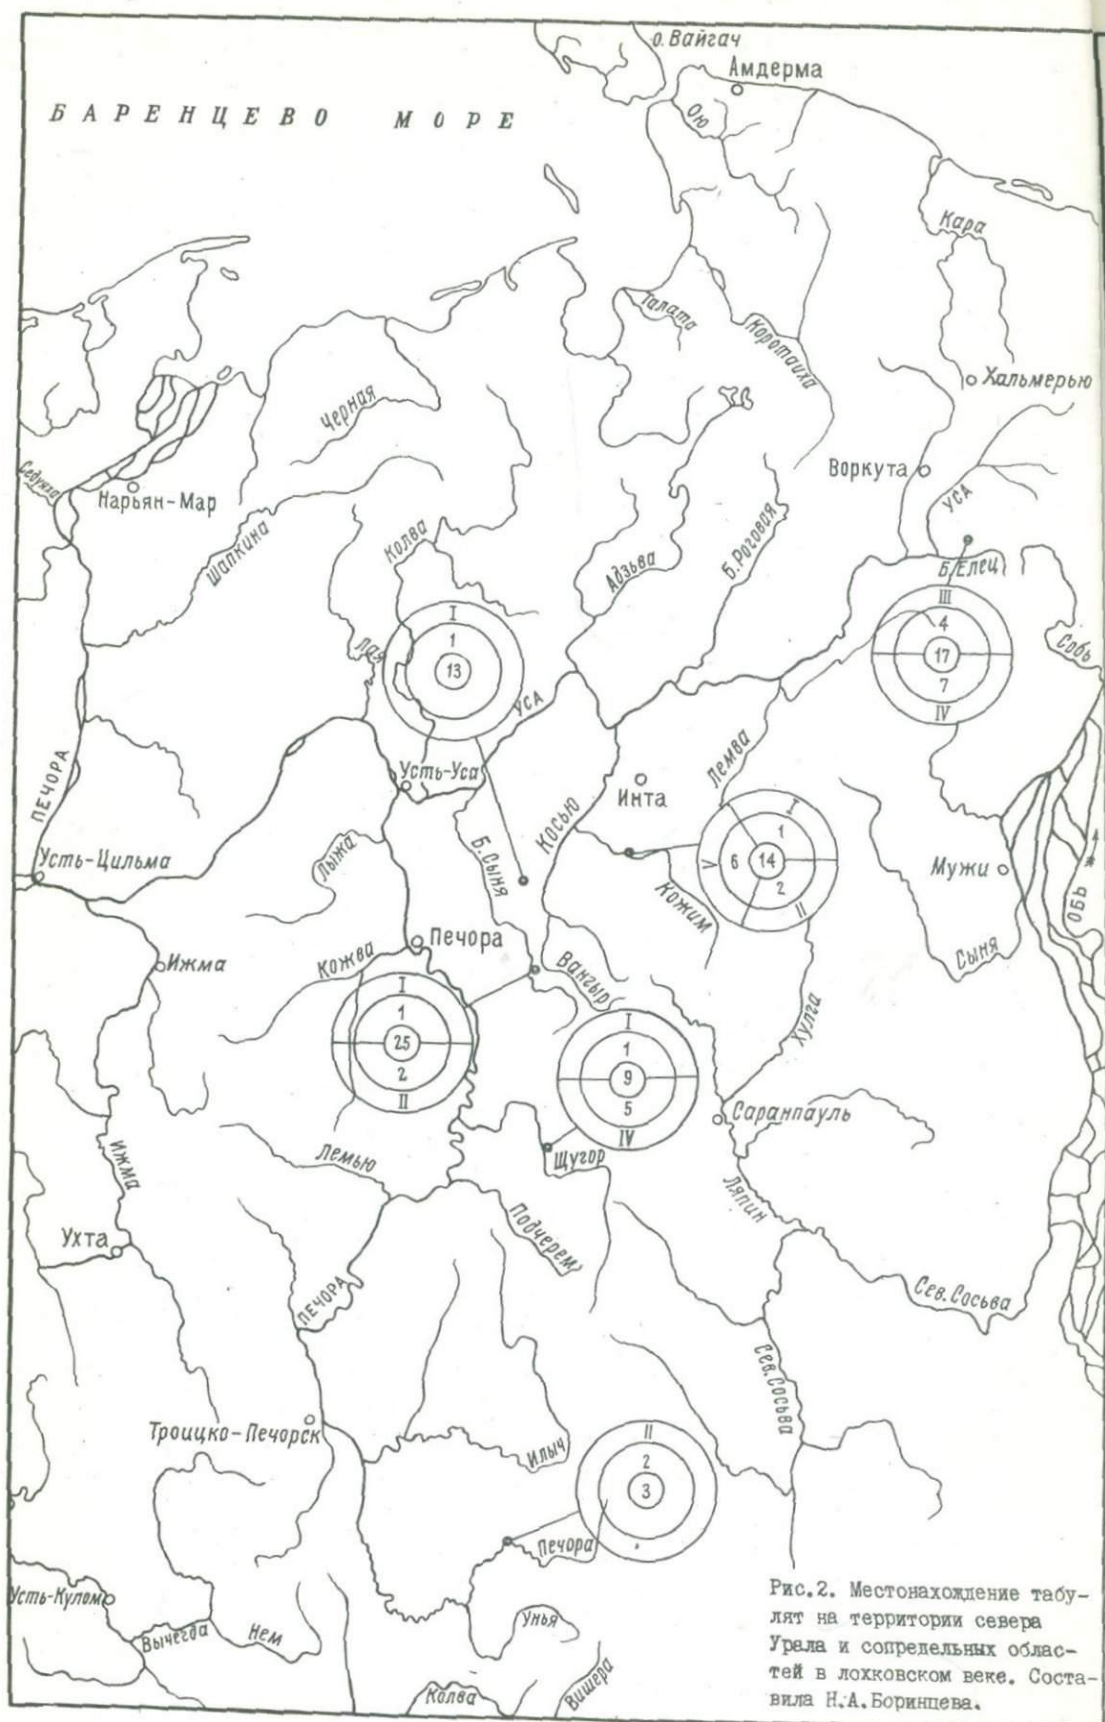 о. Вайгач
Амдерма
БАРЕНЦЕВО МОРЕ
Ою
Кара
Талата
Коротаиха
Хальмерью
Черная
Седуяха
Нарьян-Мар
Воркута
УСА
Шапкина
Колва
Адзьва
Б.Роговая
Б.Елец
III
4
17
7
IV
Собь
I
1
13
Лая
УСА
Усть-Уса
ПЕЧОРА
Лемва
Инта
КОСЬЮ
I
1
V
6
14
2
II
Усть-Цильма
Лыжа
Б.Сыня
Кожим
Мужи
ОБЬ
Сыня
Ижма
Кожва
Печора
Вангыр
Хулга
I
1
25
2
II
I
1
9
5
IV
Саранпауль
Щугор
Ижма
Лемью
Ляпин
Подчерем
Ухта
ПЕЧОРА
Сев.Сосьва
Сев.Сосьва
Троицко-Печорск
Илыч
II
2
3
Печора
Усть-Кулом
Вычегда
Нем
Унья
Колва
Вишера
Рис.2. Местонахождение табу-
лят на территории севера
Урала и сопредельных облас-
тей в лохковском веке. Соста-
вила Н.А.Боринцева.